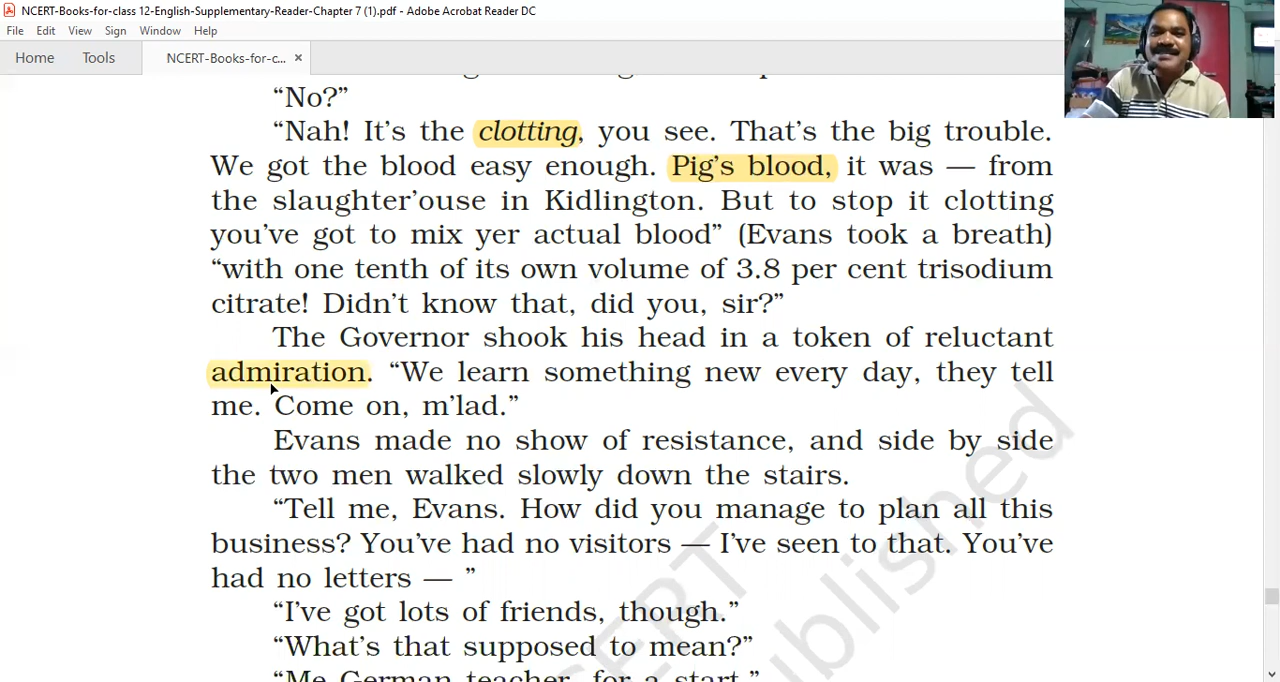 NCERT-Books-for-class 12-English-Supplementary-Reader-Chapter 7 (1).pdf - Adobe Acrobat Reader DC
File Edit View Sign Window Help
Home Tools NCERT-Books-for-c... ×
“No?”
“Nah! It’s the clotting, you see. That’s the big trouble.
We got the blood easy enough. Pig’s blood, it was — from
the slaughter’ouse in Kidlington. But to stop it clotting
you’ve got to mix yer actual blood” (Evans took a breath)
“with one tenth of its own volume of 3.8 per cent trisodium
citrate! Didn’t know that, did you, sir?”
The Governor shook his head in a token of reluctant
admiration. “We learn something new every day, they tell
me. Come on, m’lad.”
Evans made no show of resistance, and side by side
the two men walked slowly down the stairs.
“Tell me, Evans. How did you manage to plan all this
business? You’ve had no visitors — I’ve seen to that. You’ve
had no letters — ”
“I’ve got lots of friends, though.”
“What’s that supposed to mean?”
“Me German teacher, for a start.”